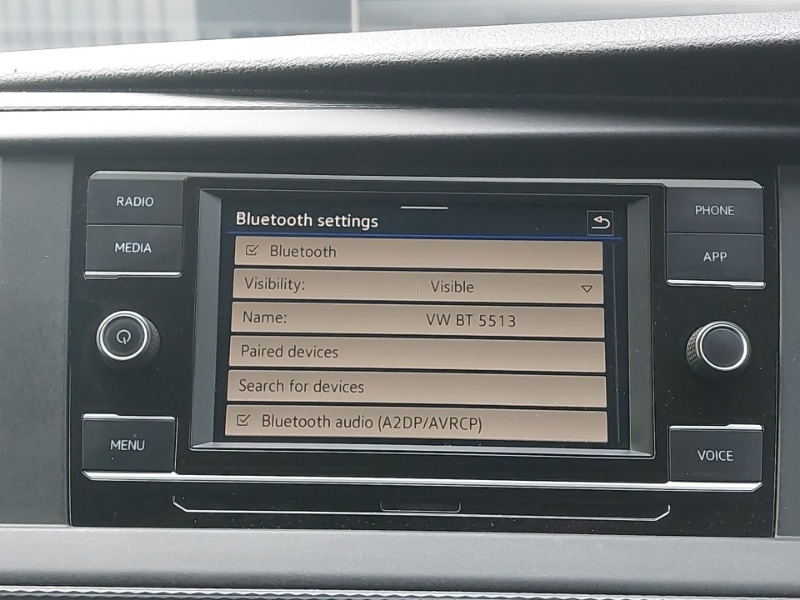 RADIO
PHONE
MEDIA
APP
Bluetooth settings
Bluetooth
Visibility: Visible
Name: VW BT 5513
Paired devices
Search for devices
Bluetooth audio (A2DP/AVRCP)
MENU
VOICE